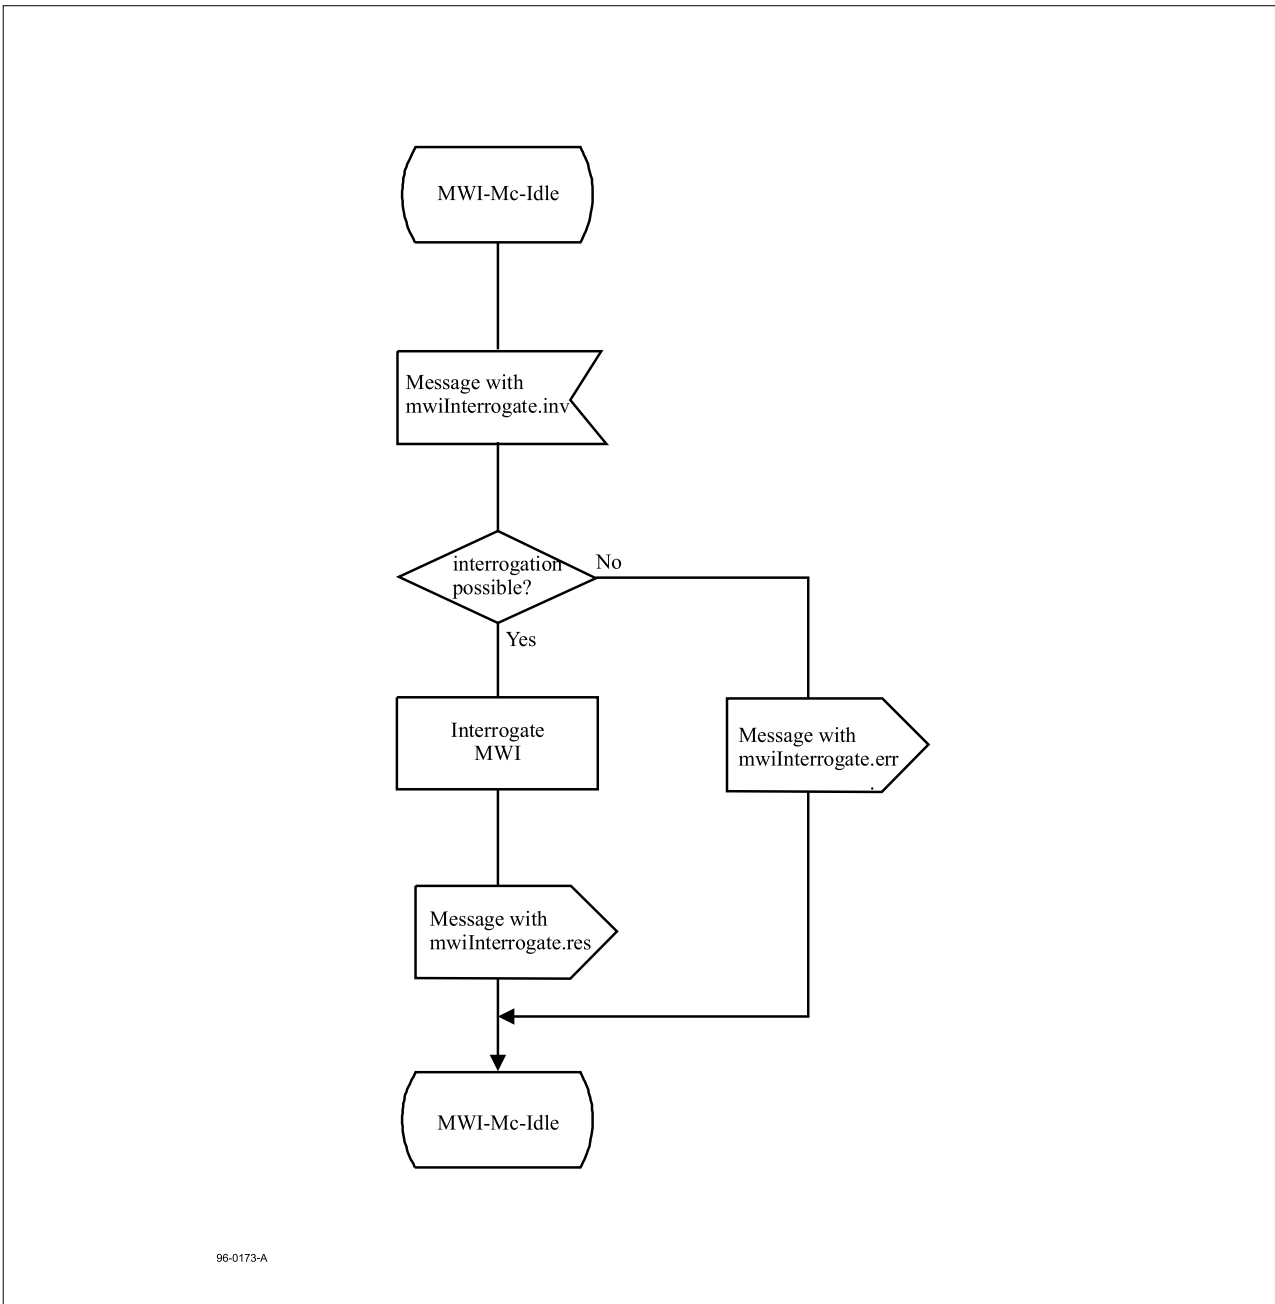 MWI-Mc-Idle
Message with
mwiInterrogate.inv
interrogation
possible?
No
Yes
Interrogate
MWI
Message with
mwiInterrogate.err
Message with
mwiInterrogate.res
MWI-Mc-Idle
96-0173-A